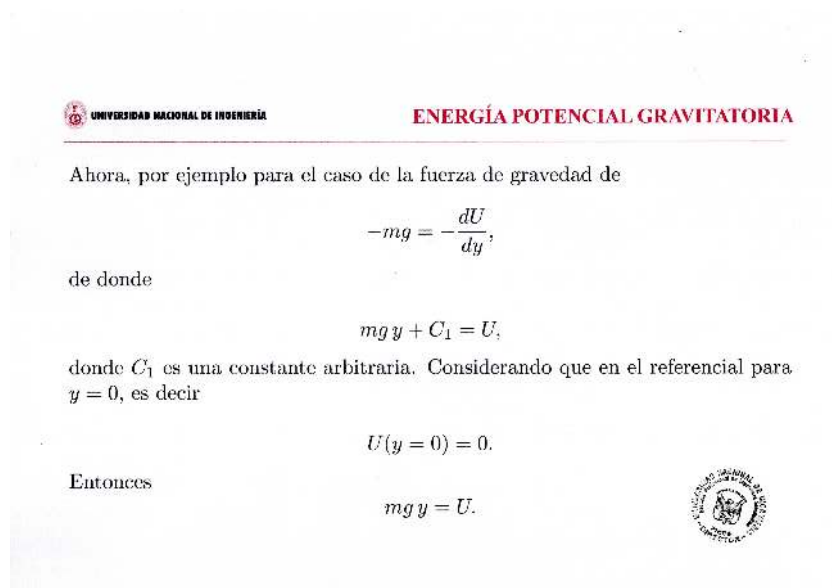 UNIVERSIDAD NACIONAL DE INGENIERÍA
ENERGÍA POTENCIAL GRAVITATORIA
Ahora, por ejemplo para el caso de la fuerza de gravedad de
−mg = −dU/dy,
de donde
mg y + C₁ = U,
donde C₁ es una constante arbitraria. Considerando que en el referencial para
y = 0, es decir
U(y = 0) = 0.
Entonces
mg y = U.